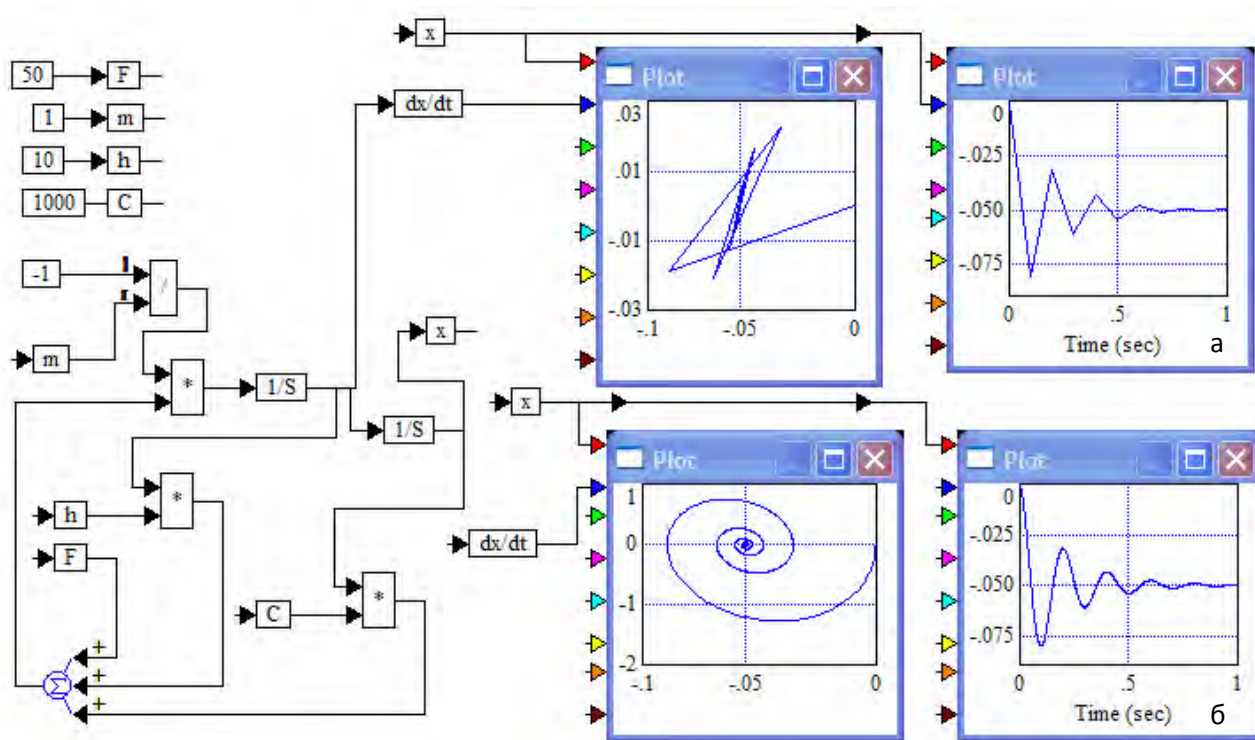 x
50 F
1 m
10 h
1000 C
dx/dt
-1
l
r
/
m
*
1/S
x
1/S
h
*
F
C
*
+
+
+
Σ
Plot
.03
.01
-.01
-.03
-.1 -.05 0
Plot
0
-.025
-.050
-.075
0 .5 1
Time (sec)
а
x
dx/dt
Plot
1
0
-1
-2
-.1 -.05 0
Plot
0
-.025
-.050
-.075
0 .5 1
Time (sec)
б